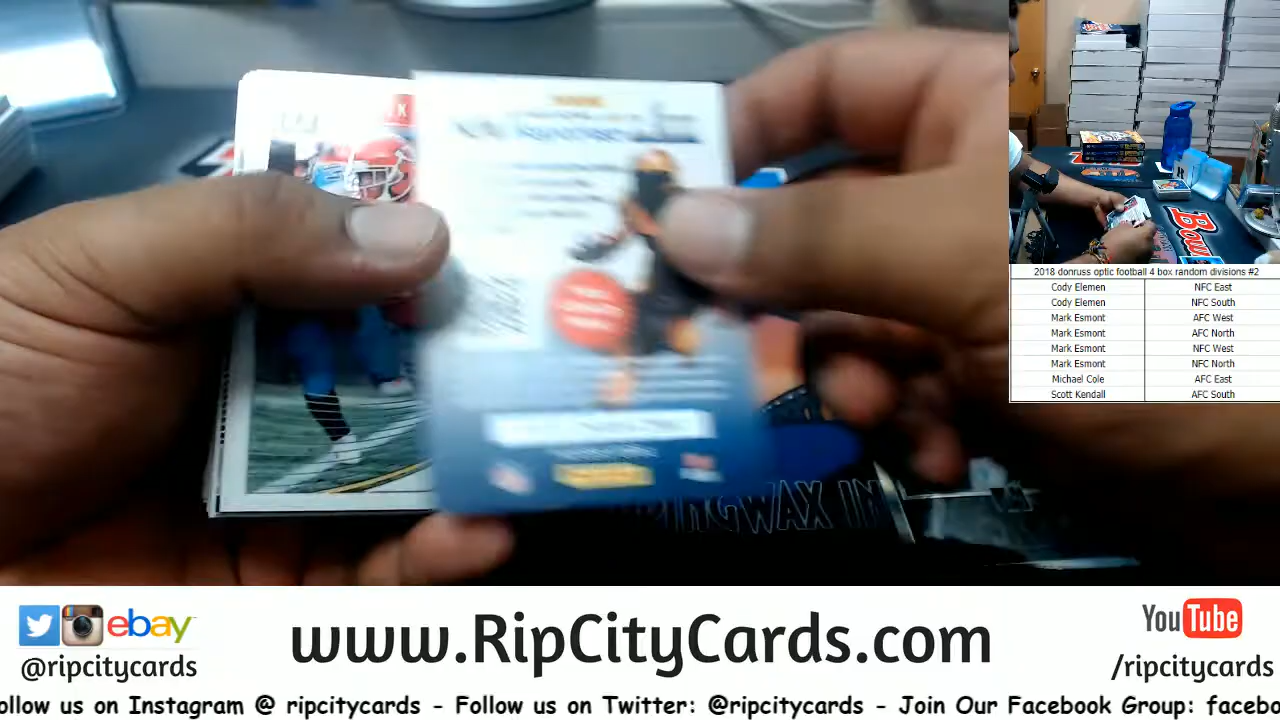 2018 donruss optic football 4 box random divisions #2
Cody Elemen NFC East
Cody Elemen NFC South
Mark Esmont AFC West
Mark Esmont AFC North
Mark Esmont NFC West
Mark Esmont NFC North
Michael Cole AFC East
Scott Kendall AFC South
INGWAX IN
ebay
@ripcitycards
www.RipCityCards.com
YouTube
/ripcitycards
ollow us on Instagram @ ripcitycards - Follow us on Twitter: @ripcitycards - Join Our Facebook Group: facebo